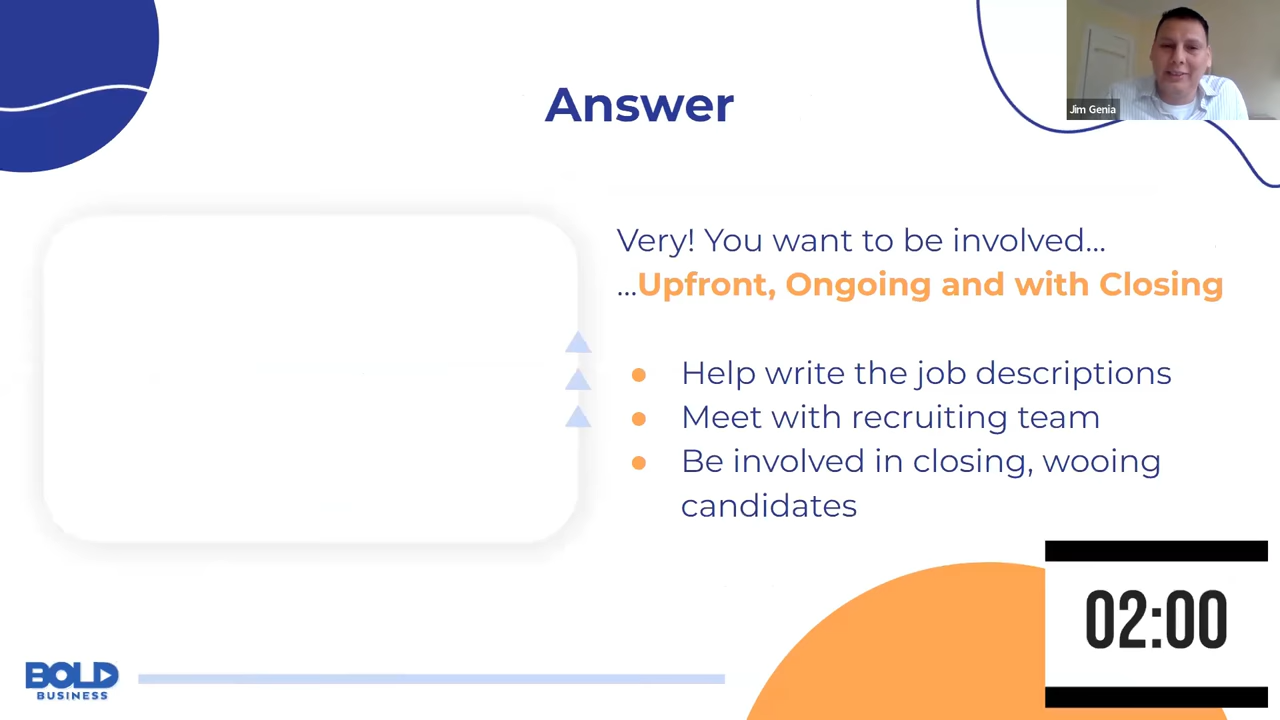 Answer
Jim Genia
Very! You want to be involved...
...Upfront, Ongoing and with Closing
● Help write the job descriptions
● Meet with recruiting team
● Be involved in closing, wooing
candidates
02:00
BOLD
BUSINESS